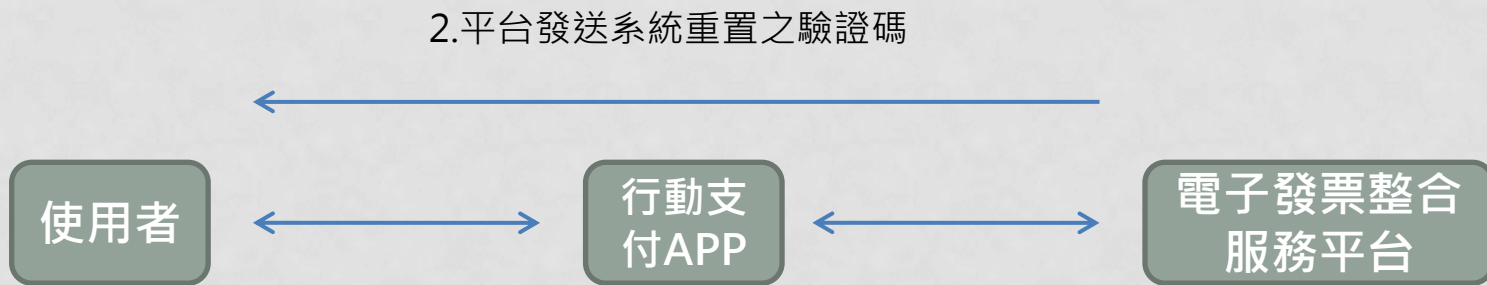 2.平台發送系統重置之驗證碼
使用者
行動支
付APP
電子發票整合
服務平台